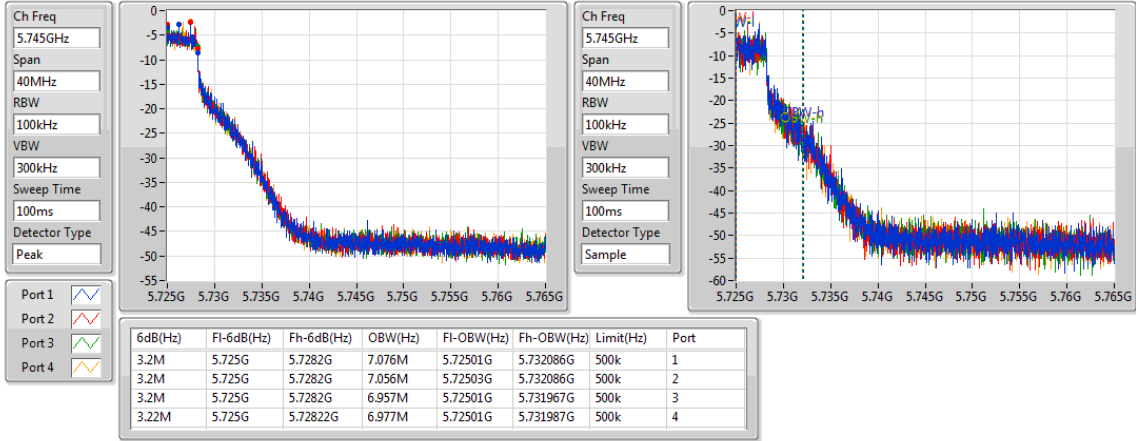 Ch Freq
5.745GHz
Span
40MHz
RBW
100kHz
VBW
300kHz
Sweep Time
100ms
Detector Type
Peak
0-
-5-
-10-
-15-
-20-
-25-
-30-
-35-
-40-
-45-
-50-
-55-
5.725G 5.73G 5.735G 5.74G 5.745G 5.75G 5.755G 5.76G 5.765G
Ch Freq
5.745GHz
Span
40MHz
RBW
100kHz
VBW
300kHz
Sweep Time
100ms
Detector Type
Sample
0-
-5-
-10-
-15-
-20-
-25-
-30-
-35-
-40-
-45-
-50-
-55-
-60-
5.725G 5.73G 5.735G 5.74G 5.745G 5.75G 5.755G 5.76G 5.765G
Port 1
Port 2
Port 3
Port 4
6dB(Hz) Fl-6dB(Hz) Fh-6dB(Hz) OBW(Hz) Fl-OBW(Hz) Fh-OBW(Hz) Limit(Hz) Port
3.2M 5.725G 5.7282G 7.076M 5.72501G 5.732086G 500k 1
3.2M 5.725G 5.7282G 7.056M 5.72503G 5.732086G 500k 2
3.2M 5.725G 5.7282G 6.957M 5.72501G 5.731967G 500k 3
3.22M 5.725G 5.72822G 6.977M 5.72501G 5.731987G 500k 4